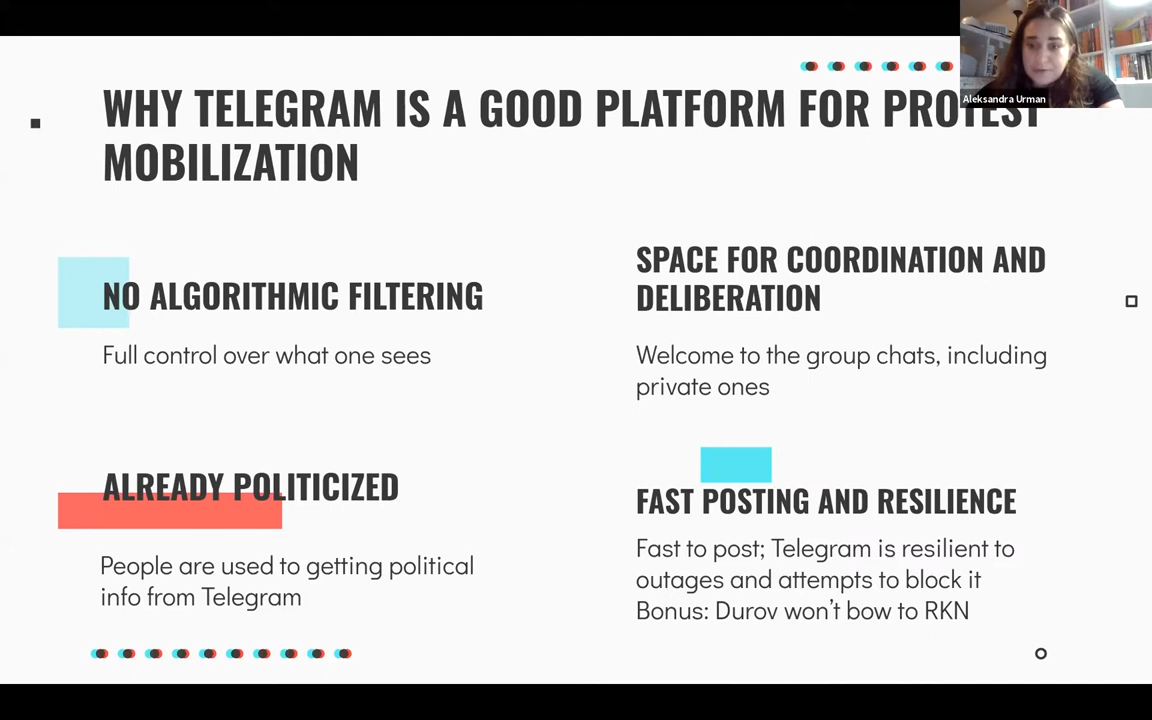 Aleksandra Urman
WHY TELEGRAM IS A GOOD PLATFORM FOR PROTEST
MOBILIZATION
NO ALGORITHMIC FILTERING
Full control over what one sees
SPACE FOR COORDINATION AND
DELIBERATION
Welcome to the group chats, including
private ones
ALREADY POLITICIZED
People are used to getting political
info from Telegram
FAST POSTING AND RESILIENCE
Fast to post; Telegram is resilient to
outages and attempts to block it
Bonus: Durov won’t bow to RKN